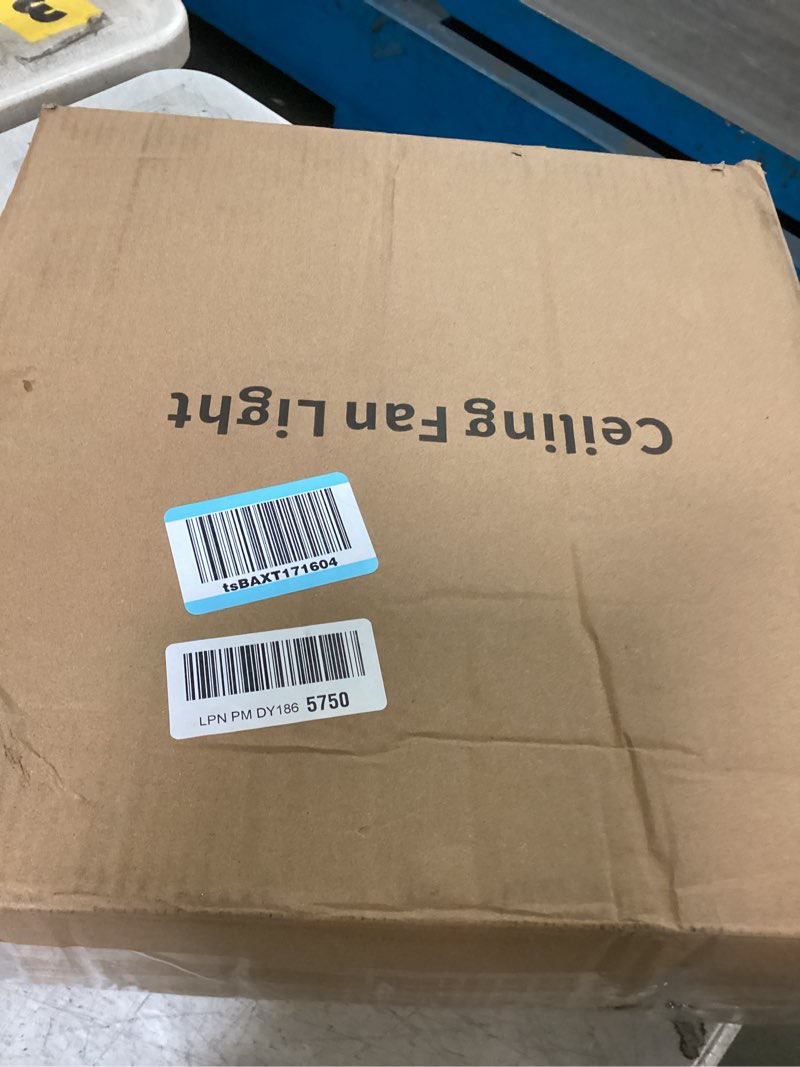 Ceiling Fan Light
tsBAXT171604
LPN PM DY186 5750